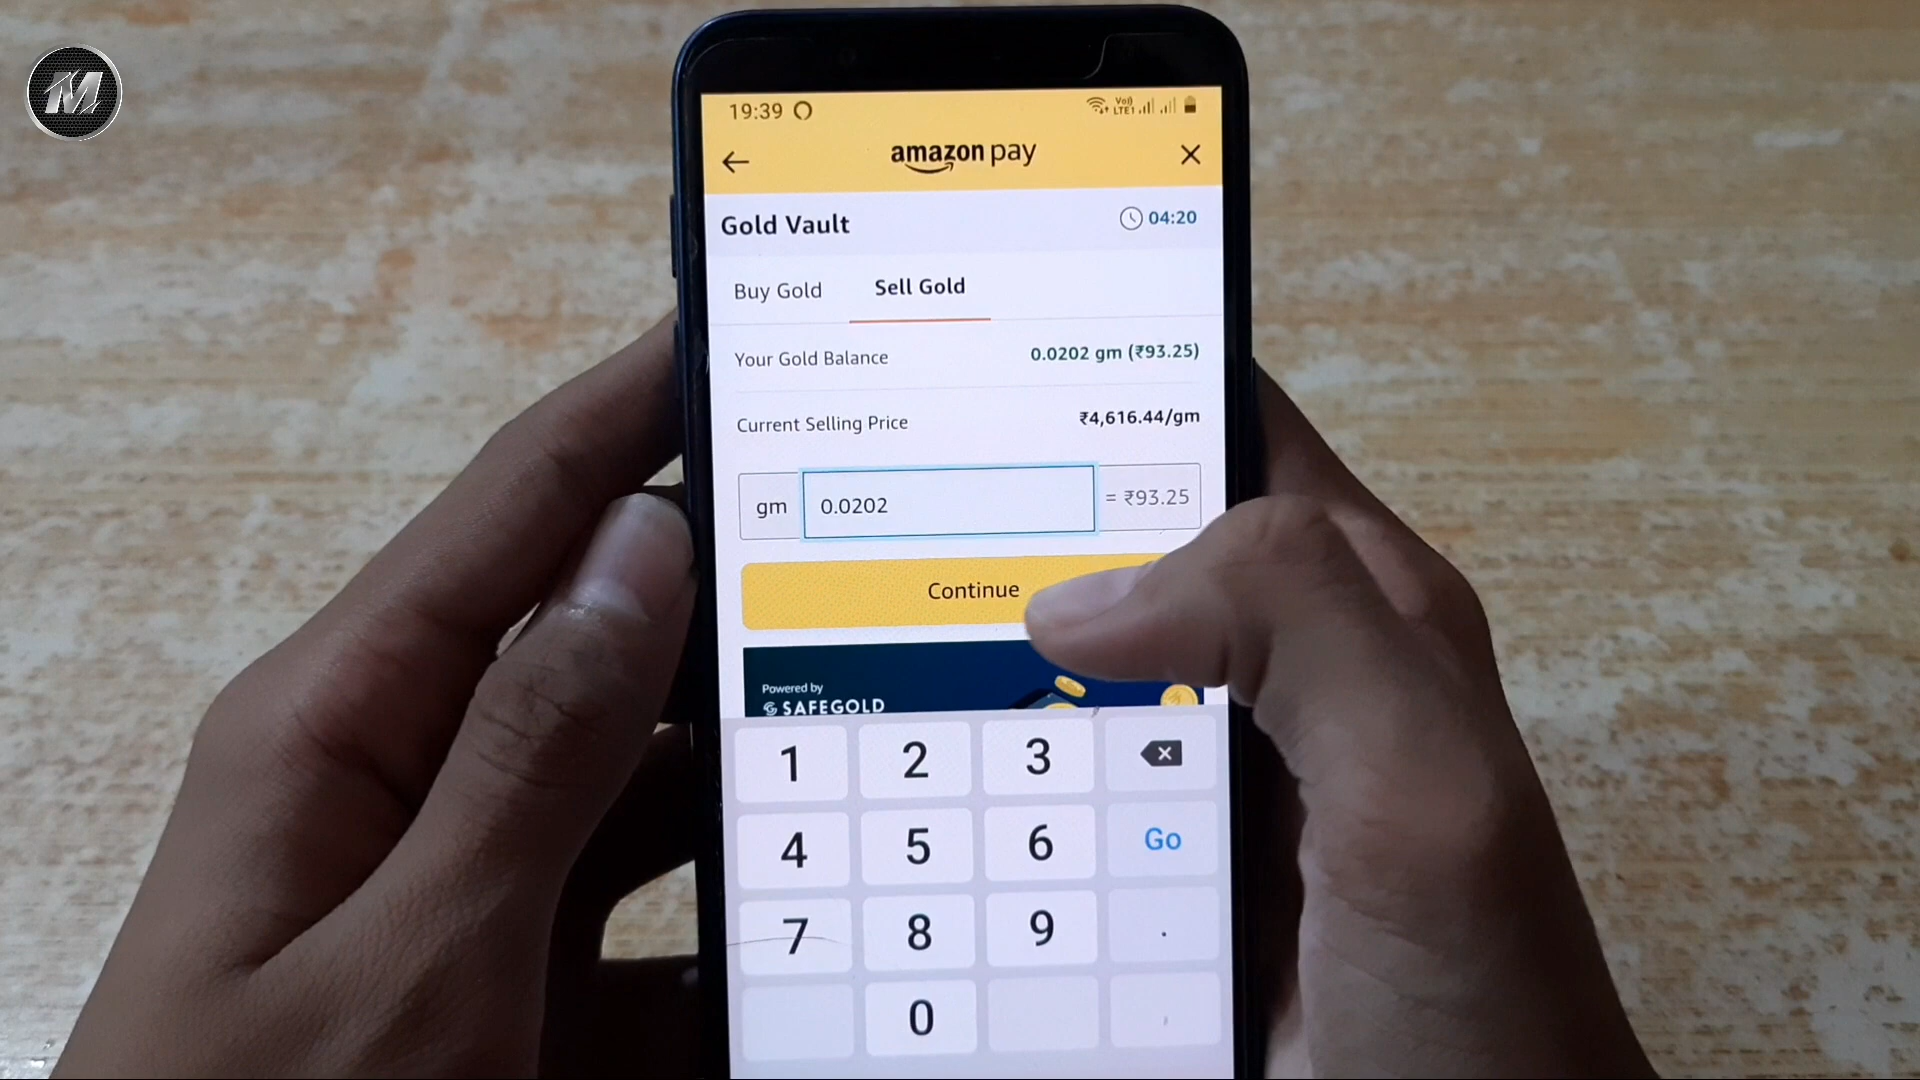 M
19:39 Vo) LTE1
amazon pay
Gold Vault 04:20
Buy Gold Sell Gold
Your Gold Balance 0.0202 gm (₹93.25)
Current Selling Price ₹4,616.44/gm
gm 0.0202 = ₹93.25
Continue
Powered by
SAFEGOLD
1 2 3
4 5 6 Go
7 8 9 .
0 ,